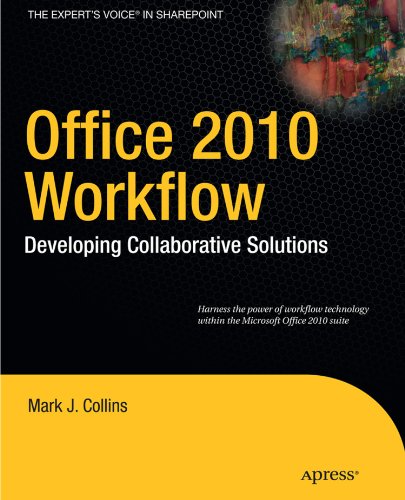 THE EXPERT'S VOICE® IN SHAREPOINT
Office 2010
Workflow
Developing Collaborative Solutions
Harness the power of workflow technology
within the Microsoft Office 2010 suite
Mark J. Collins
Apress®